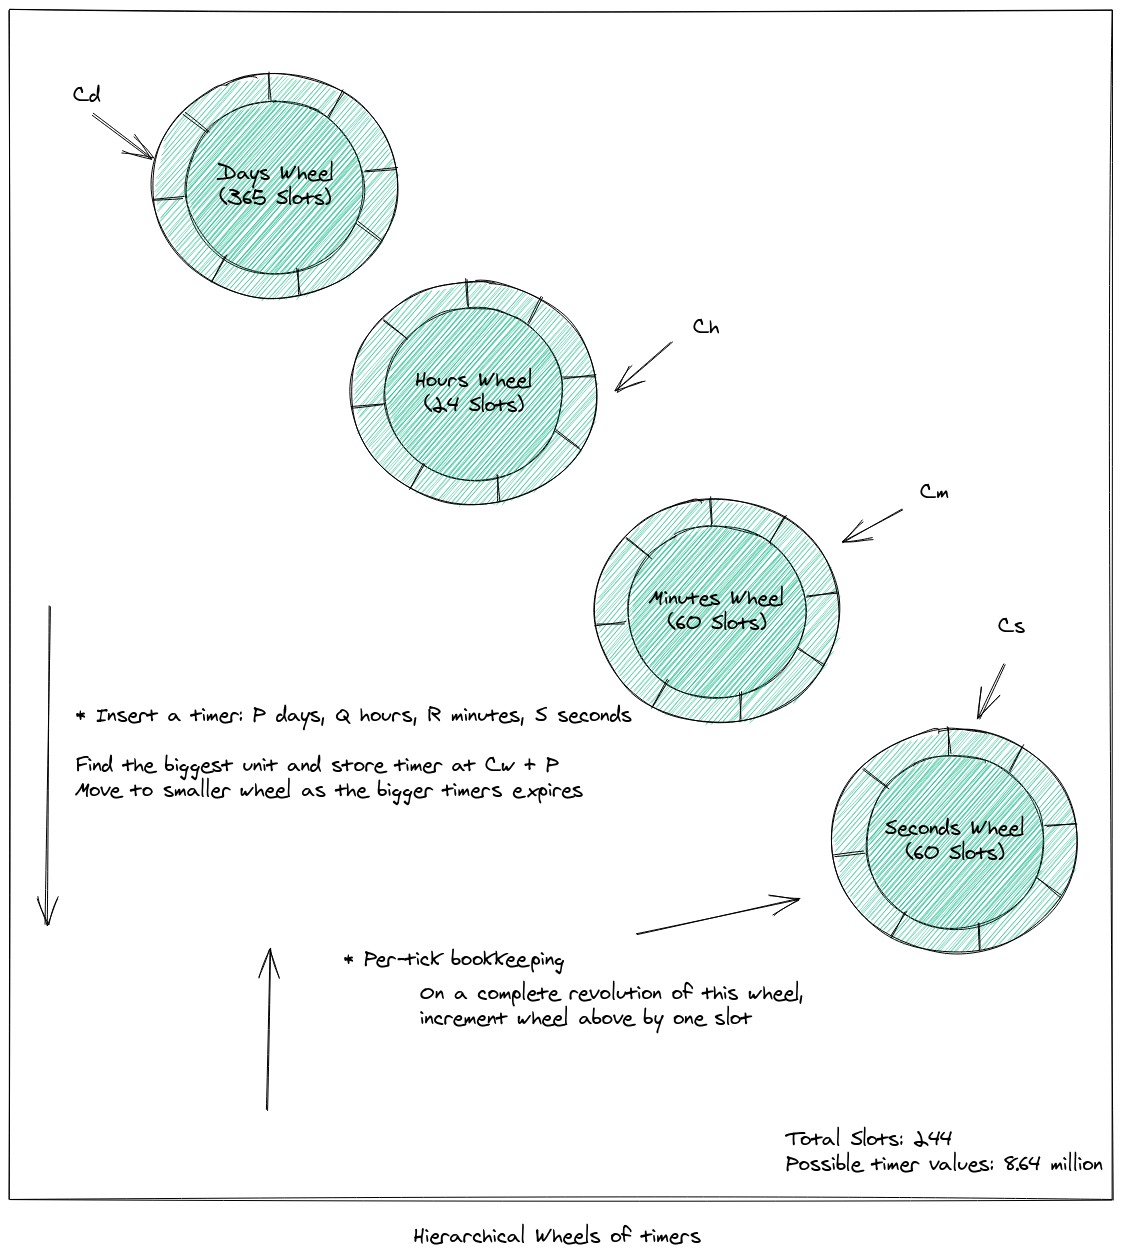 Cd
Days Wheel
(365 Slots)
Ch
Hours Wheel
(24 Slots)
Cm
Minutes Wheel
(60 Slots)
Cs
* Insert a timer: P days, Q hours, R minutes, S seconds
Find the biggest unit and store timer at Cw + P
Move to smaller wheel as the bigger timers expires
Seconds Wheel
(60 Slots)
* Per-tick bookkeeping
On a complete revolution of this wheel,
increment wheel above by one slot
Total Slots: 244
Possible timer values: 8.64 million
Hierarchical Wheels of timers